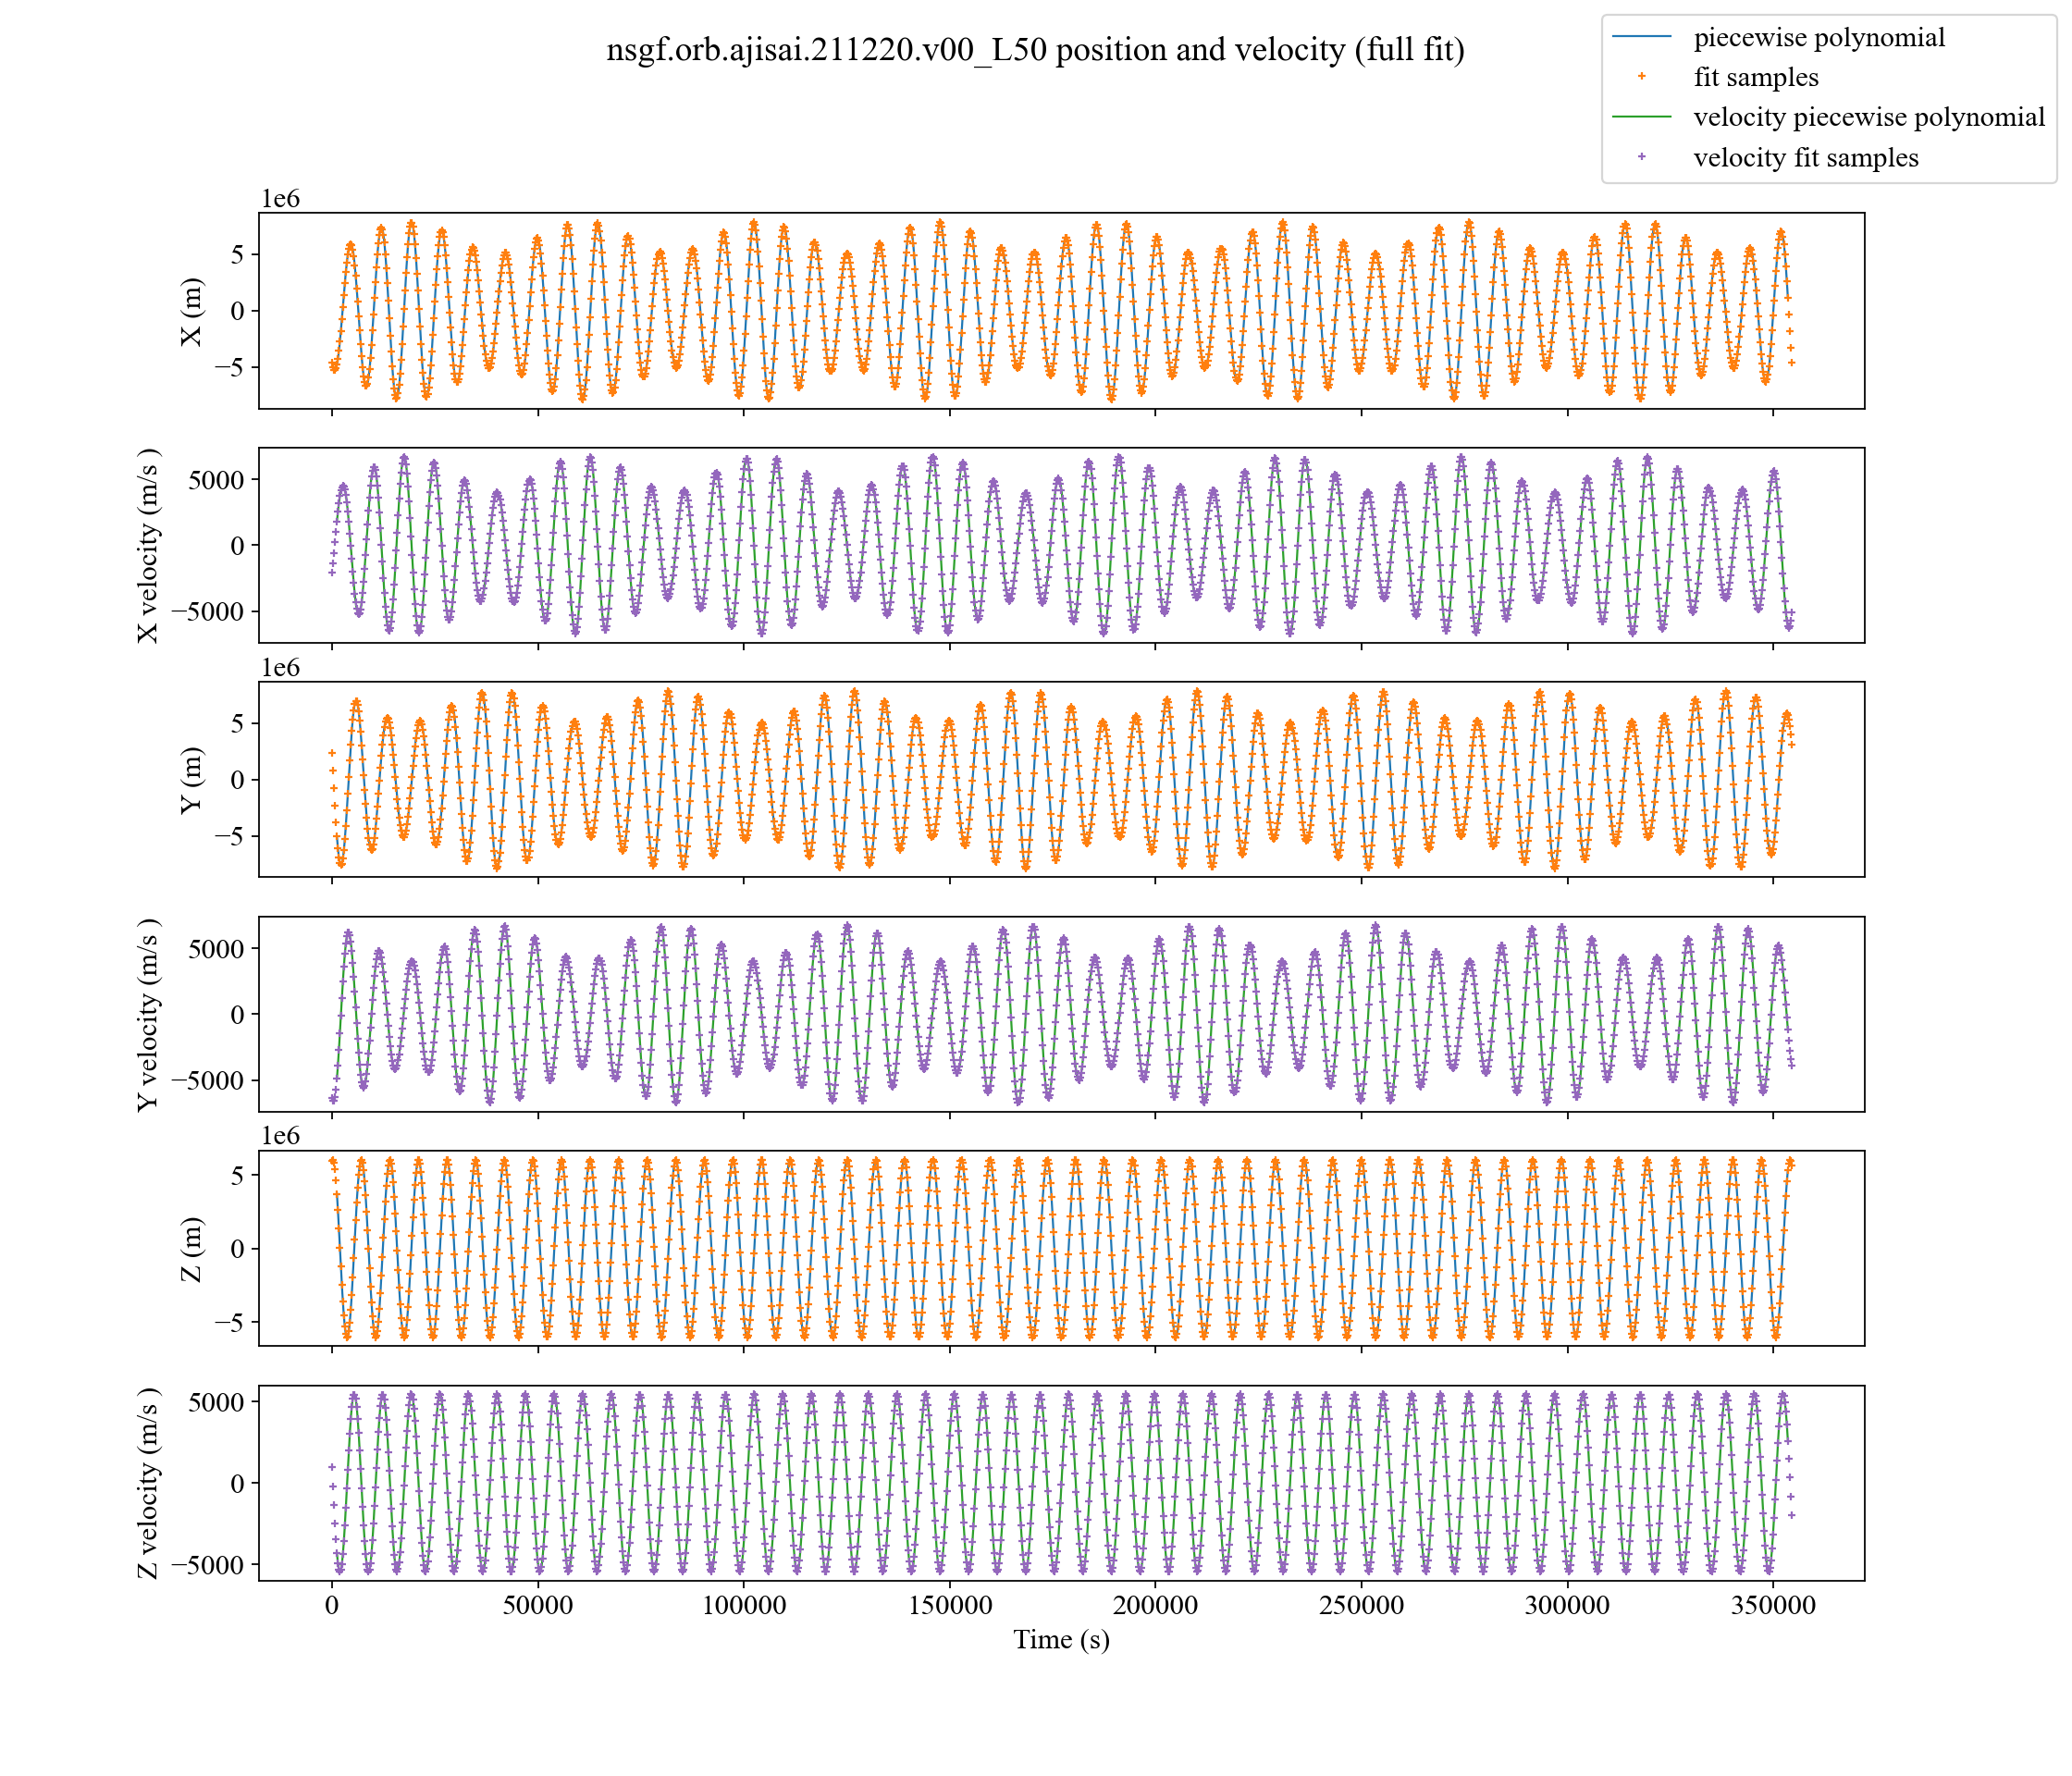 nsgf.orb.ajisai.211220.v00_L50 position and velocity (full fit)
piecewise polynomial
fit samples
velocity piecewise polynomial
velocity fit samples
1e6
X (m)
5
0
−5
X velocity (m/s )
5000
0
−5000
1e6
Y (m)
5
0
−5
Y velocity (m/s )
5000
0
−5000
1e6
Z (m)
5
0
−5
Z velocity (m/s )
5000
0
−5000
0 50000 100000 150000 200000 250000 300000 350000
Time (s)